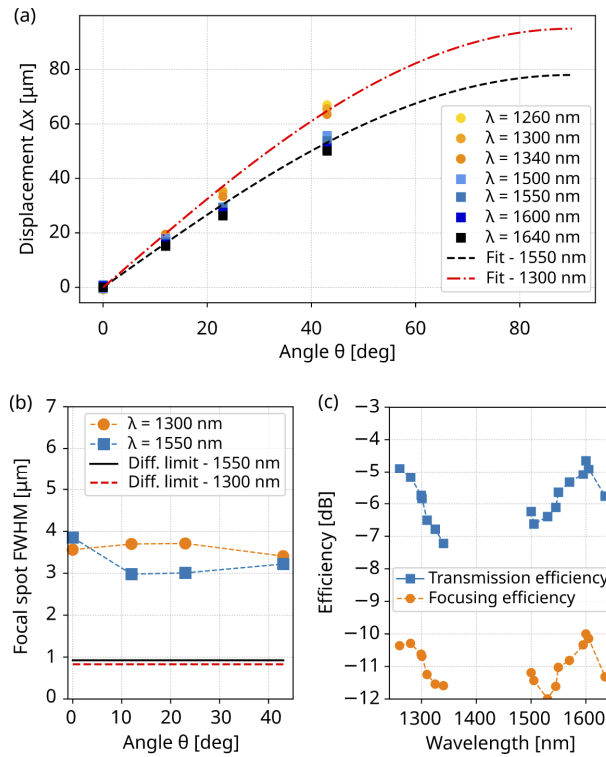 (a)
Displacement Δx [μm]
80
60
40
20
0
λ = 1260 nm
λ = 1300 nm
λ = 1340 nm
λ = 1500 nm
λ = 1550 nm
λ = 1600 nm
λ = 1640 nm
Fit - 1550 nm
Fit - 1300 nm
0 20 40 60 80
Angle θ [deg]
(b)
Focal spot FWHM [μm]
7
6
5
4
3
2
1
0
λ = 1300 nm
λ = 1550 nm
Diff. limit - 1550 nm
Diff. limit - 1300 nm
0 10 20 30 40
Angle θ [deg]
(c)
Efficiency [dB]
−3
−4
−5
−6
−7
−8
−9
−10
−11
−12
Transmission efficiency
Focusing efficiency
1300 1400 1500 1600
Wavelength [nm]